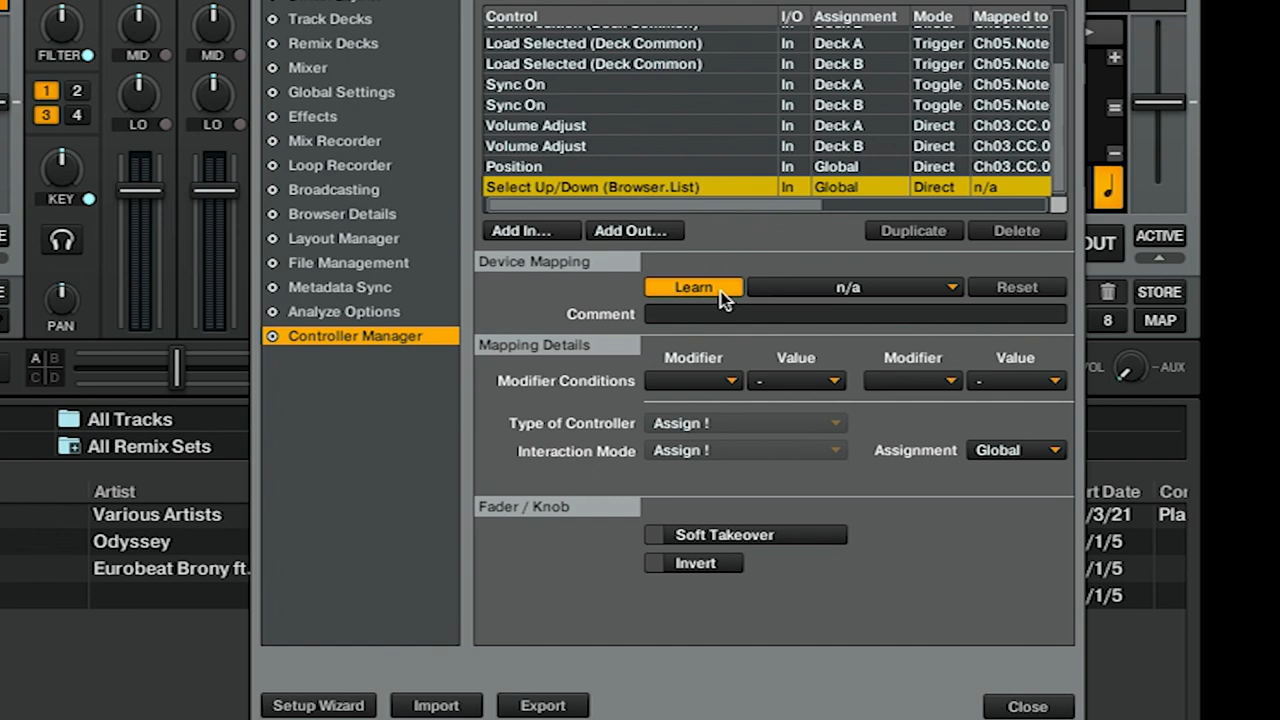 FILTER MID MID
1 2
3 4
LO LO
KEY
PAN
A B
C D
All Tracks
All Remix Sets
Artist
Various Artists
Odyssey
Eurobeat Brony ft.
Track Decks
Remix Decks
Mixer
Global Settings
Effects
Mix Recorder
Loop Recorder
Broadcasting
Browser Details
Layout Manager
File Management
Metadata Sync
Analyze Options
Controller Manager
Control I/O Assignment Mode Mapped to
Load Selected (Deck Common) In Deck A Trigger Ch05.Note
Load Selected (Deck Common) In Deck B Trigger Ch05.Note
Sync On In Deck A Toggle Ch05.Note
Sync On In Deck B Toggle Ch05.Note
Volume Adjust In Deck A Direct Ch03.CC.0
Volume Adjust In Deck B Direct Ch03.CC.0
Position In Global Direct Ch03.CC.0
Select Up/Down (Browser.List) In Global Direct n/a
Add In... Add Out... Duplicate Delete
Device Mapping
Learn n/a Reset
Comment
Mapping Details
Modifier Value Modifier Value
Modifier Conditions - -
Type of Controller Assign !
Interaction Mode Assign ! Assignment Global
Fader / Knob
Soft Takeover
Invert
Setup Wizard Import Export Close
OUT ACTIVE
STORE
8 MAP
AUX
rt Date
/3/21 Pla
/1/5
/1/5
/1/5